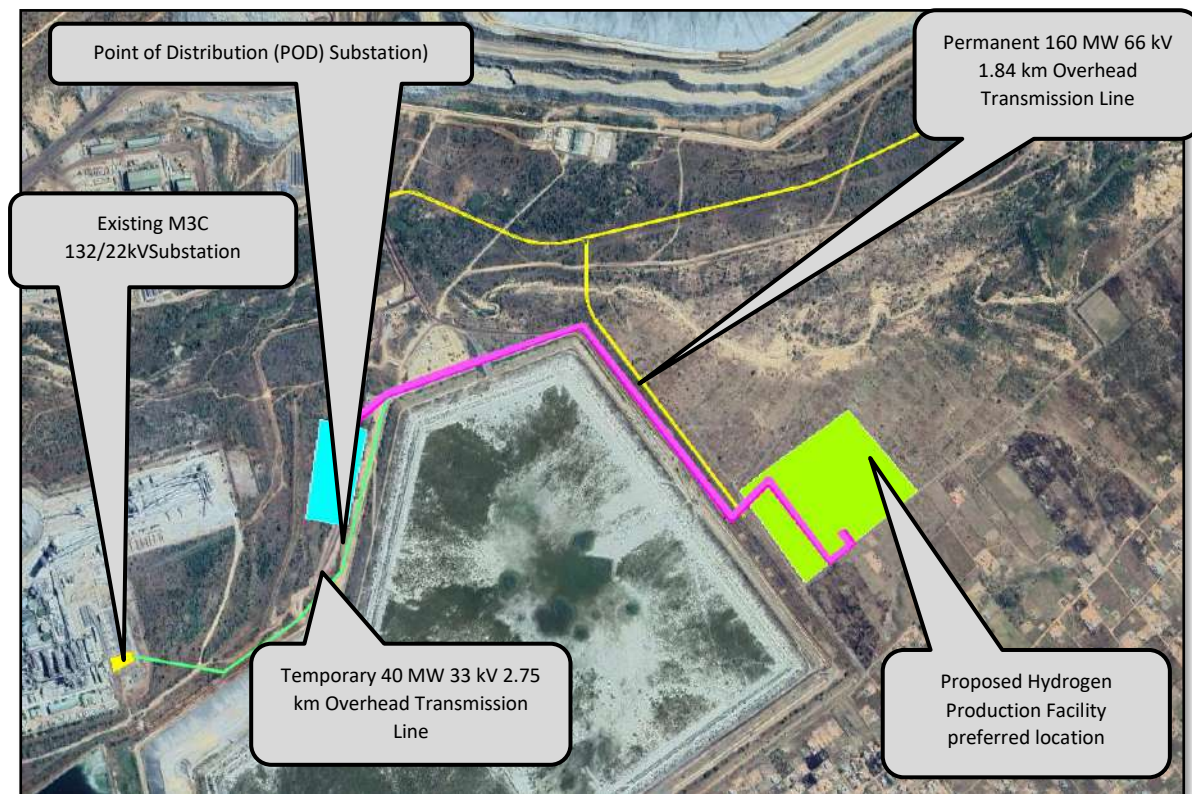 Point of Distribution (POD) Substation)
Permanent 160 MW 66 kV
1.84 km Overhead
Transmission Line
Existing M3C
132/22kVSubstation
Temporary 40 MW 33 kV 2.75
km Overhead Transmission
Line
Proposed Hydrogen
Production Facility
preferred location